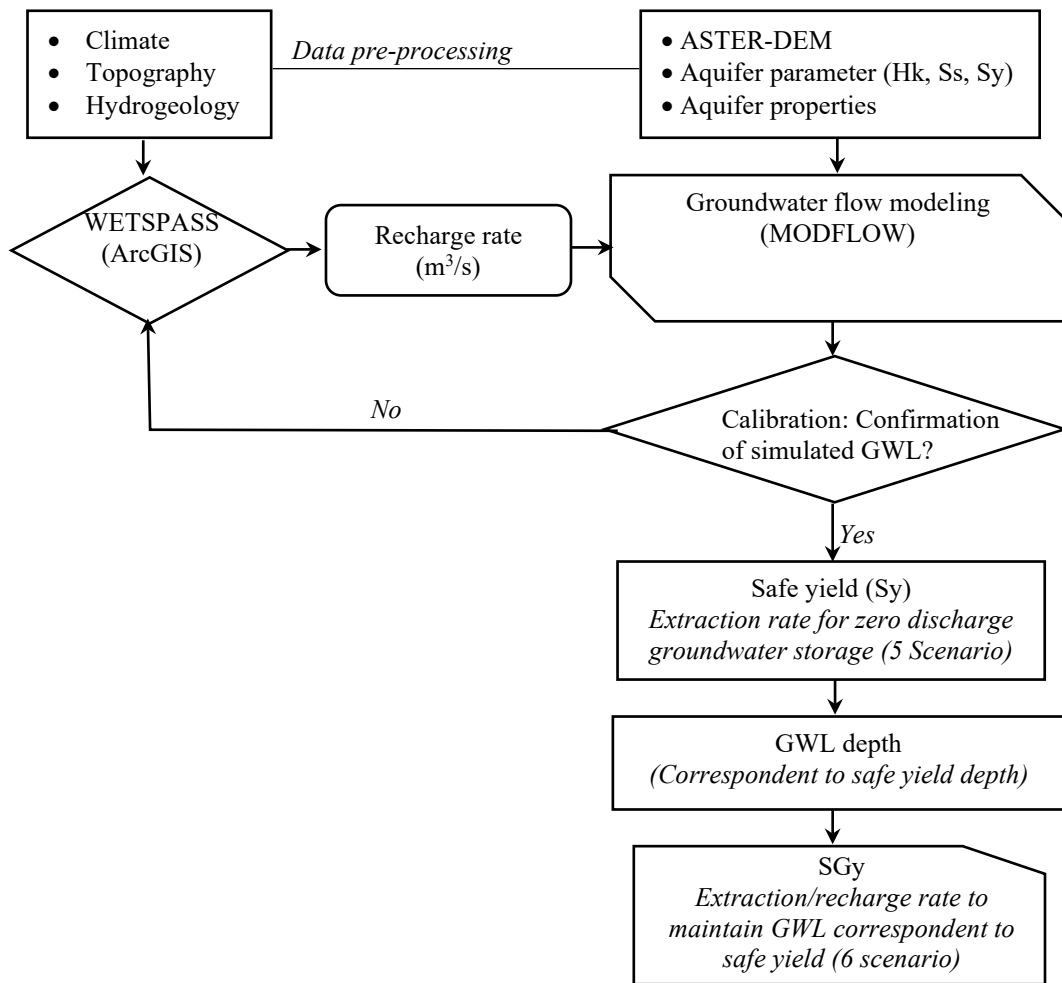 • Climate
• Topography
• Hydrogeology
Data pre-processing
• ASTER-DEM
• Aquifer parameter (Hk, Ss, Sy)
• Aquifer properties
WETSPASS
(ArcGIS)
Recharge rate
(m³/s)
Groundwater flow modeling
(MODFLOW)
No
Calibration: Confirmation
of simulated GWL?
Yes
Safe yield (Sy)
Extraction rate for zero discharge
groundwater storage (5 Scenario)
GWL depth
(Correspondent to safe yield depth)
SGy
Extraction/recharge rate to
maintain GWL correspondent to
safe yield (6 scenario)